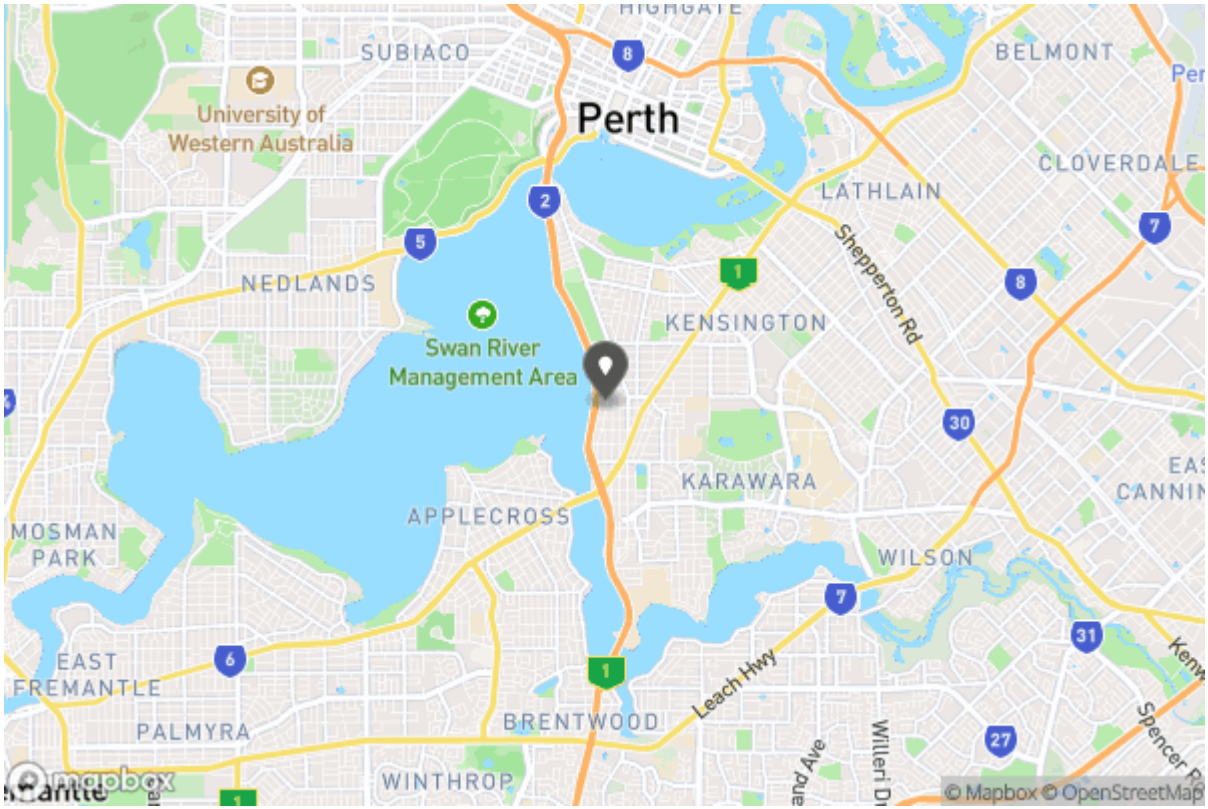 HIGHGATE
SUBIACO
8
BELMONT
University of
Western Australia
Perth
Per
CLOVERDALE
LATHLAIN
2
5
7
Shepperton Rd
NEDLANDS
1
8
KENSINGTON
Swan River
Management Area
30
KARAWARA
EAS
CANNIN
APPLECROSS
MOSMAN
PARK
WILSON
7
31
6
EAST
FREMANTLE
1
Leach Hwy
Kenw
BRENTWOOD
PALMYRA
Spencer R
27
Willeri D
end Ave
WINTHROP
mapbox
emantle
1
© Mapbox © OpenStreetMap